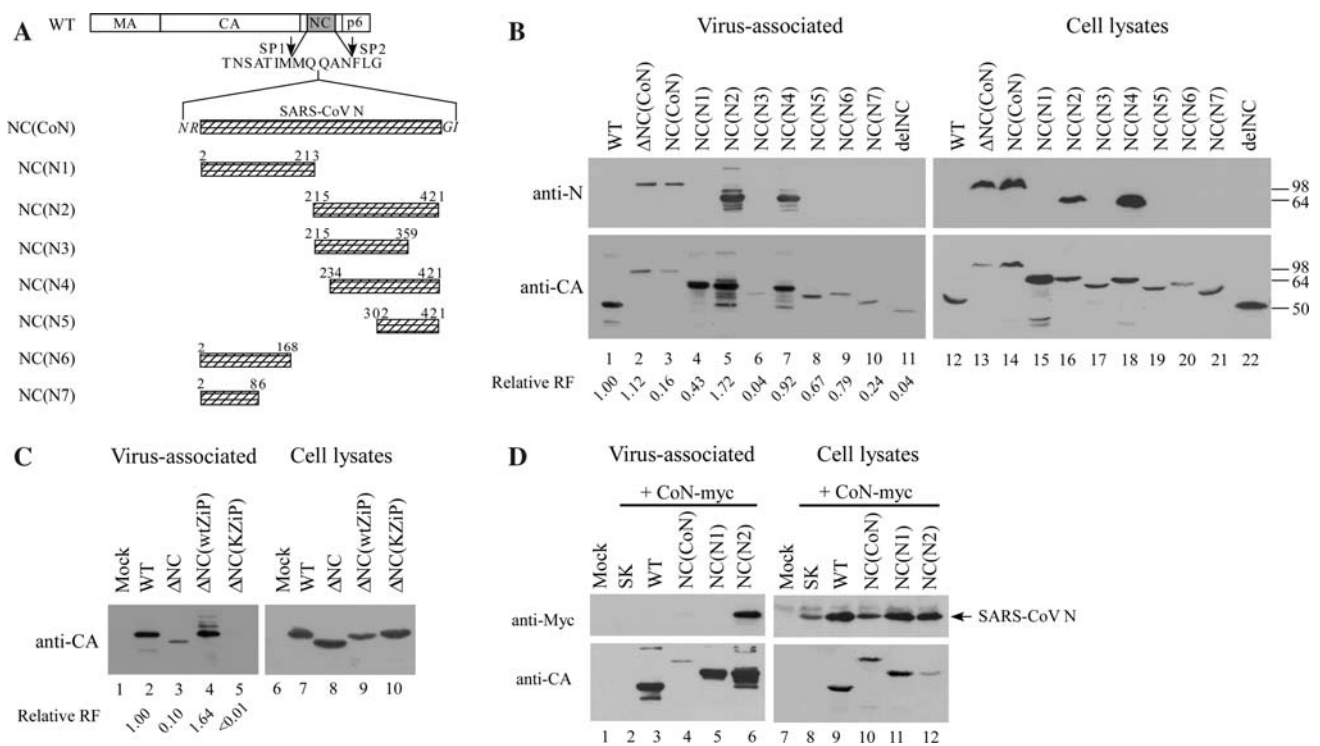 A
WT
MA
CA
NC
p6
SP1
SP2
TNSATIMMQQANFLG
SARS-CoV N
NC(CoN)
NR
GI
NC(N1)
2
213
NC(N2)
215
421
NC(N3)
215
359
NC(N4)
234
421
NC(N5)
302
421
NC(N6)
2
168
NC(N7)
2
86
B
Virus-associated
Cell lysates
WT
ΔNC(CoN)
NC(CoN)
NC(N1)
NC(N2)
NC(N3)
NC(N4)
NC(N5)
NC(N6)
NC(N7)
delNC
WT
ΔNC(CoN)
NC(CoN)
NC(N1)
NC(N2)
NC(N3)
NC(N4)
NC(N5)
NC(N6)
NC(N7)
delNC
anti-N
98
64
anti-CA
98
64
50
1 2 3 4 5 6 7 8 9 10 11
12 13 14 15 16 17 18 19 20 21 22
Relative RF
1.00 1.12 0.16 0.43 1.72 0.04 0.92 0.67 0.79 0.24 0.04
C
Virus-associated
Cell lysates
Mock
WT
ΔNC
ΔNC(wtZiP)
ΔNC(KZiP)
Mock
WT
ΔNC
ΔNC(wtZiP)
ΔNC(KZiP)
anti-CA
1 2 3 4 5
6 7 8 9 10
Relative RF
1.00 0.10 1.64 <0.01
D
Virus-associated
Cell lysates
+ CoN-myc
+ CoN-myc
Mock
SK
WT
NC(CoN)
NC(N1)
NC(N2)
Mock
SK
WT
NC(CoN)
NC(N1)
NC(N2)
anti-Myc
SARS-CoV N
anti-CA
1 2 3 4 5 6
7 8 9 10 11 12